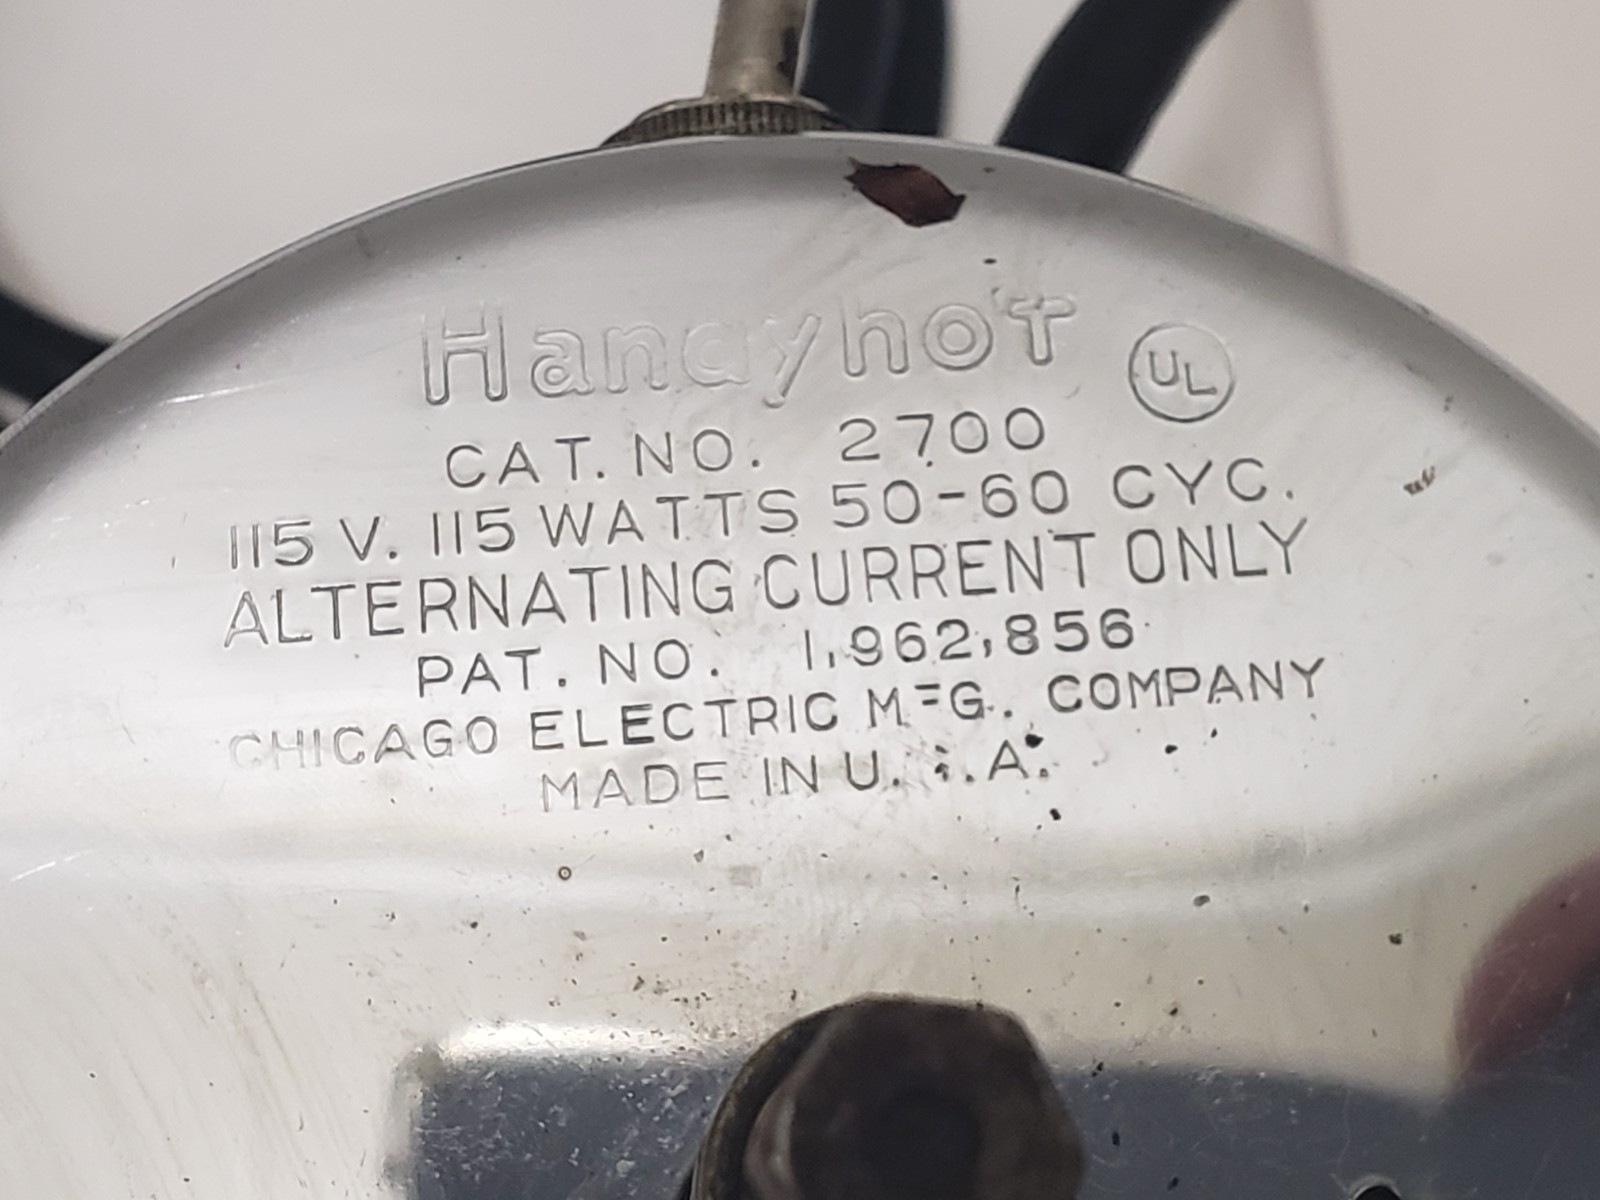 Handyhot UL
CAT. NO. 2700
115 V. 115 WATTS 50-60 CYC.
ALTERNATING CURRENT ONLY
PAT. NO. 1,962,856
CHICAGO ELECTRIC MFG. COMPANY
MADE IN U.S.A.